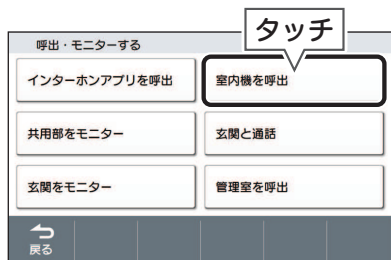 タッチ
呼出・モニターする
インターホンアプリを呼出
室内機を呼出
共用部をモニター
玄関と通話
玄関をモニター
管理室を呼出
戻る